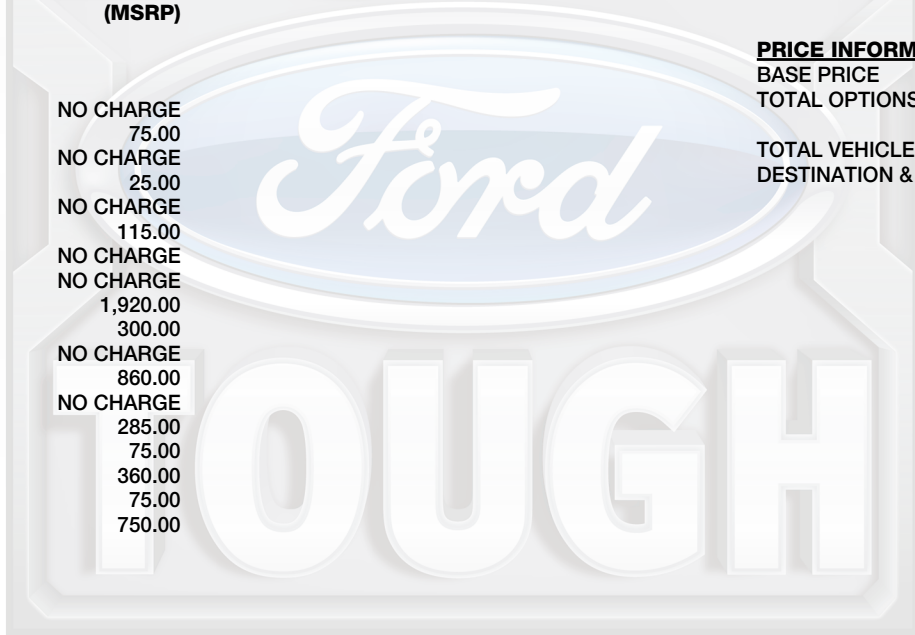 (MSRP)
NO CHARGE
75.00
NO CHARGE
25.00
NO CHARGE
115.00
NO CHARGE
NO CHARGE
1,920.00
300.00
NO CHARGE
860.00
NO CHARGE
285.00
75.00
360.00
75.00
750.00
PRICE INFORM
BASE PRICE
TOTAL OPTIONS
TOTAL VEHICLE
DESTINATION &
Ford
TOUGH